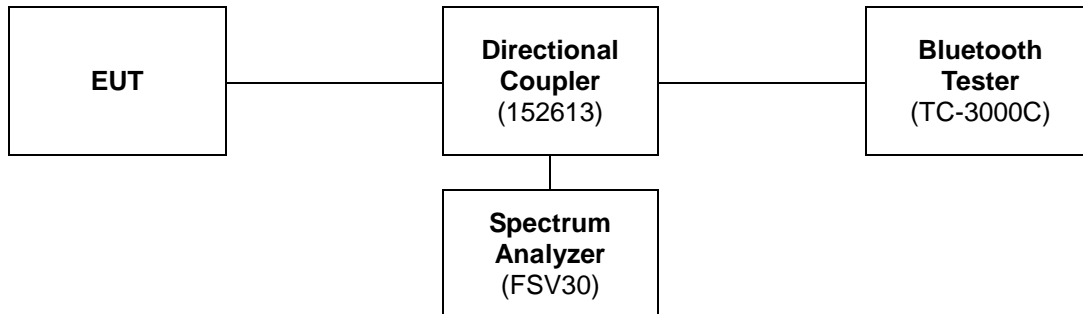 EUT
Directional
Coupler
(152613)
Bluetooth
Tester
(TC-3000C)
Spectrum
Analyzer
(FSV30)